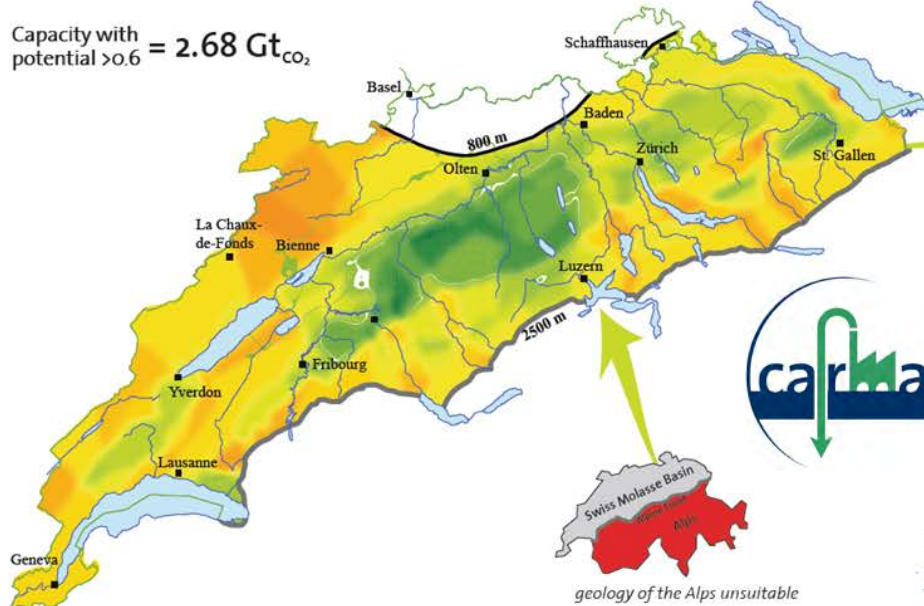 Capacity with
potential >0.6 = 2.68 Gt CO₂
Schaffhausen
Basel
Baden
800 m
Zürich
St. Gallen
Olten
La Chaux-
de-Fonds
Bienne
Luzern
2500 m
Fribourg
Yverdon
carma
Lausanne
Swiss Molasse Basin
Alps
Geneva
geology of the Alps unsuitable